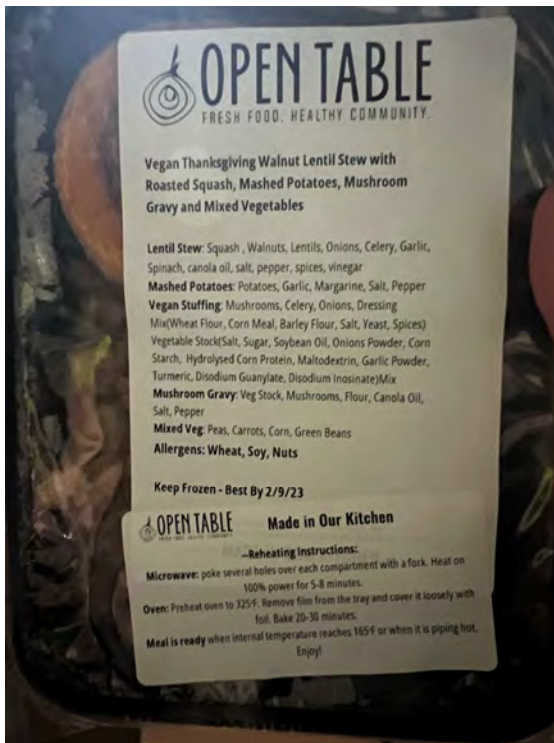 OPEN TABLE
FRESH FOOD. HEALTHY COMMUNITY.
Vegan Thanksgiving Walnut Lentil Stew with
Roasted Squash, Mashed Potatoes, Mushroom
Gravy and Mixed Vegetables
Lentil Stew: Squash , Walnuts, Lentils, Onions, Celery, Garlic,
Spinach, canola oil, salt, pepper, spices, vinegar
Mashed Potatoes: Potatoes, Garlic, Margarine, Salt, Pepper
Vegan Stuffing: Mushrooms, Celery, Onions, Dressing
Mix(Wheat Flour, Corn Meal, Barley Flour, Salt, Yeast, Spices)
Vegetable Stock(Salt, Sugar, Soybean Oil, Onions Powder, Corn
Starch, Hydrolysed Corn Protein, Maltodextrin, Garlic Powder,
Turmeric, Disodium Guanylate, Disodium Inosinate)Mix
Mushroom Gravy: Veg Stock, Mushrooms, Flour, Canola Oil,
Salt, Pepper
Mixed Veg: Peas, Carrots, Corn, Green Beans
Allergens: Wheat, Soy, Nuts
Keep Frozen - Best By 2/9/23
OPEN TABLE
FRESH FOOD. HEALTHY COMMUNITY.
Made in Our Kitchen
–Reheating Instructions:
Microwave: poke several holes over each compartment with a fork. Heat on
100% power for 5-8 minutes.
Oven: Preheat oven to 325°F. Remove film from the tray and cover it loosely with
foil. Bake 20-30 minutes.
Meal is ready when internal temperature reaches 165°F or when it is piping hot.
Enjoy!